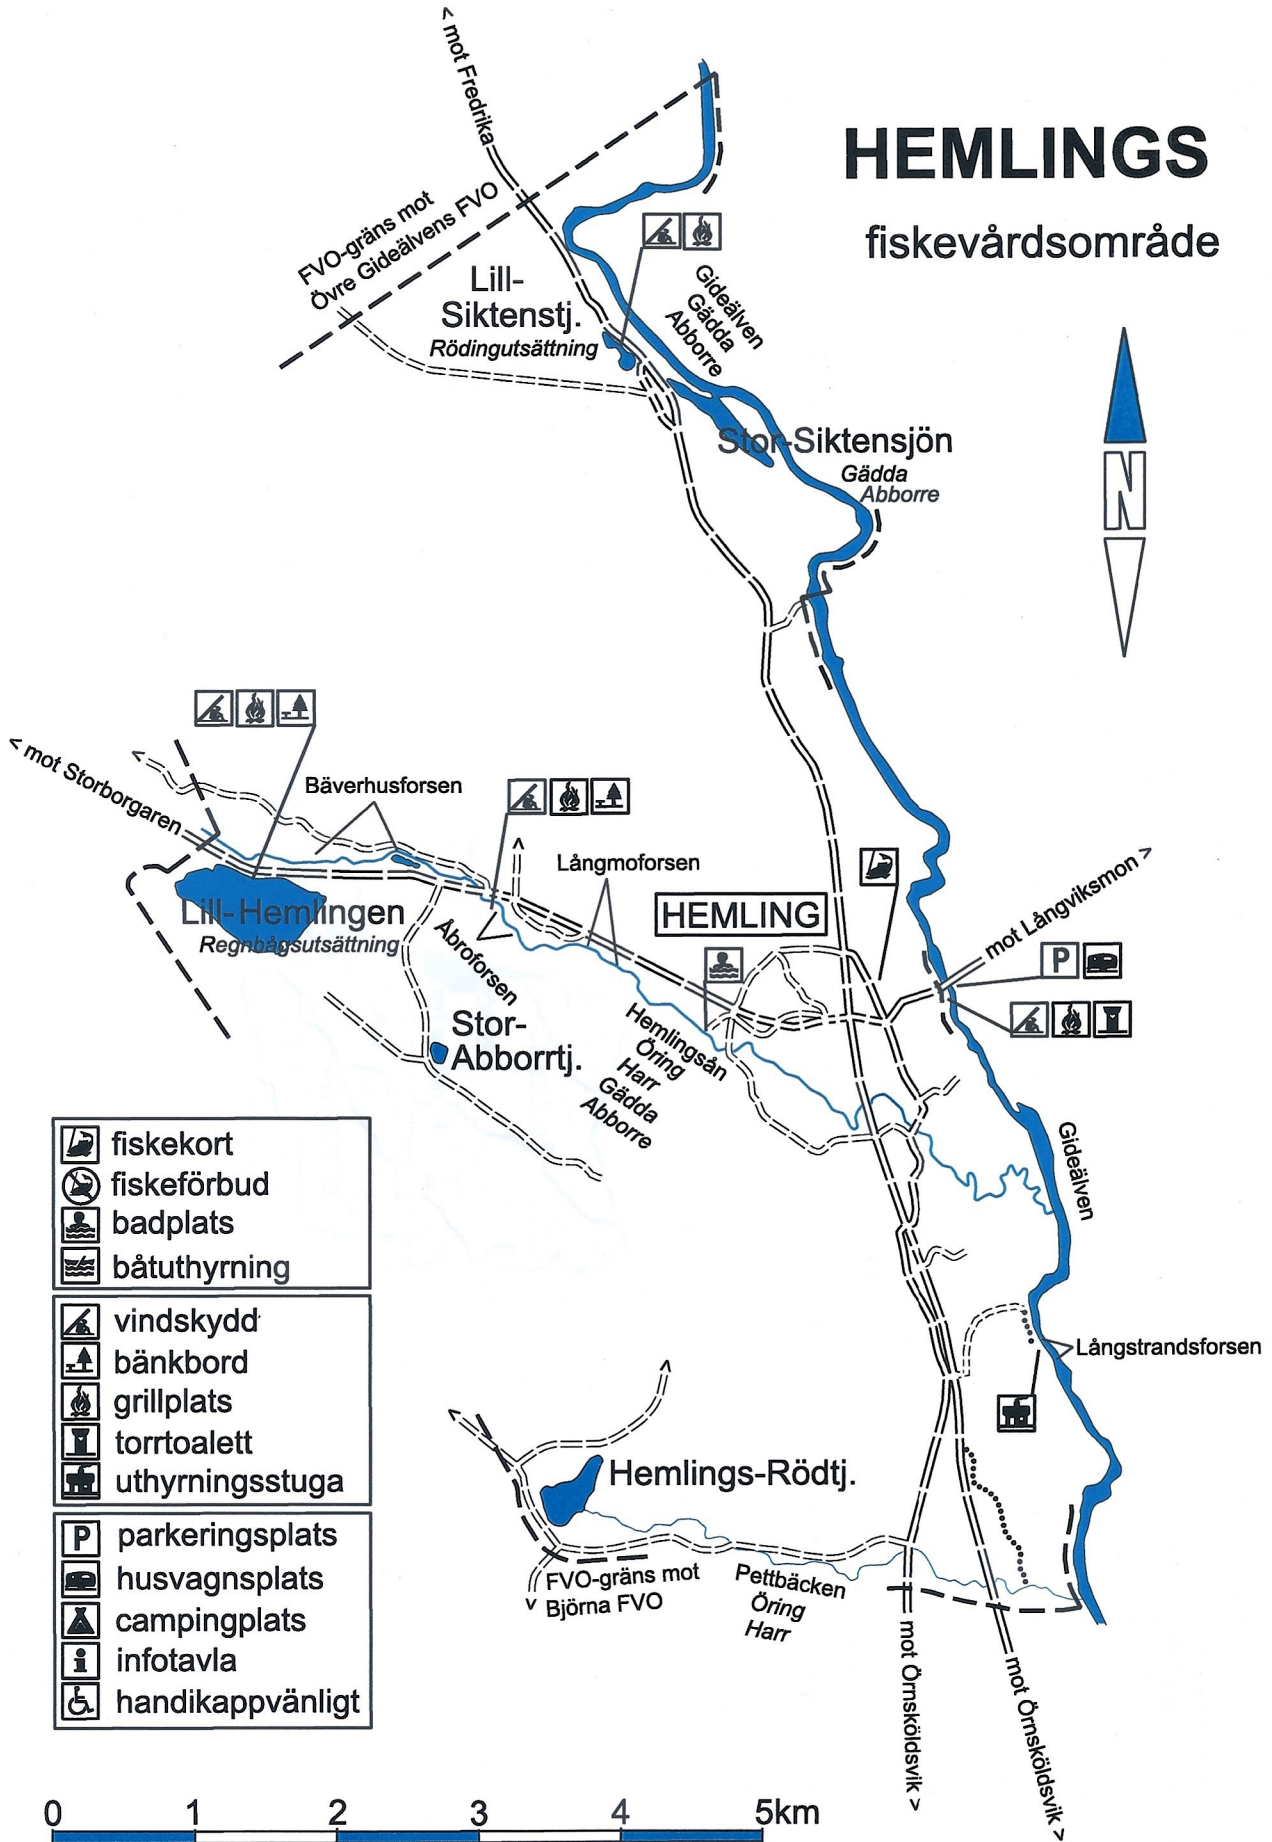 < mot Fredrika
HEMLINGS
fiskevårdsområde
FVO-gräns mot
Övre Gideälvens FVO
Lill-
Siktenstj.
Rödingutsättning
Gideälven
Gädda
Abborre
Stor-Siktensjön
Gädda
Abborre
N
< mot Storborgaren
Bäverhusforsen
Långmoforsen
HEMLING
mot Långviksmon >
P
Lill-Hemlingen
Regnbågsutsättning
Åbroforsen
Stor-
Abborrtj.
Hemlingsån
Öring
Harr
Gädda
Abborre
Gideälven
Långstrandsforsen
fiskekort
fiskeförbud
badplats
båtuthyrning
vindskydd
bänkbord
grillplats
torrtoalett
uthyrningsstuga
P parkeringsplats
husvagnsplats
campingplats
i infotavla
handikappvänligt
Hemlings-Rödtj.
FVO-gräns mot
Björna FVO
Pettbäcken
Öring
Harr
mot Örnsköldsvik >
mot Örnsköldsvik >
0 1 2 3 4 5km